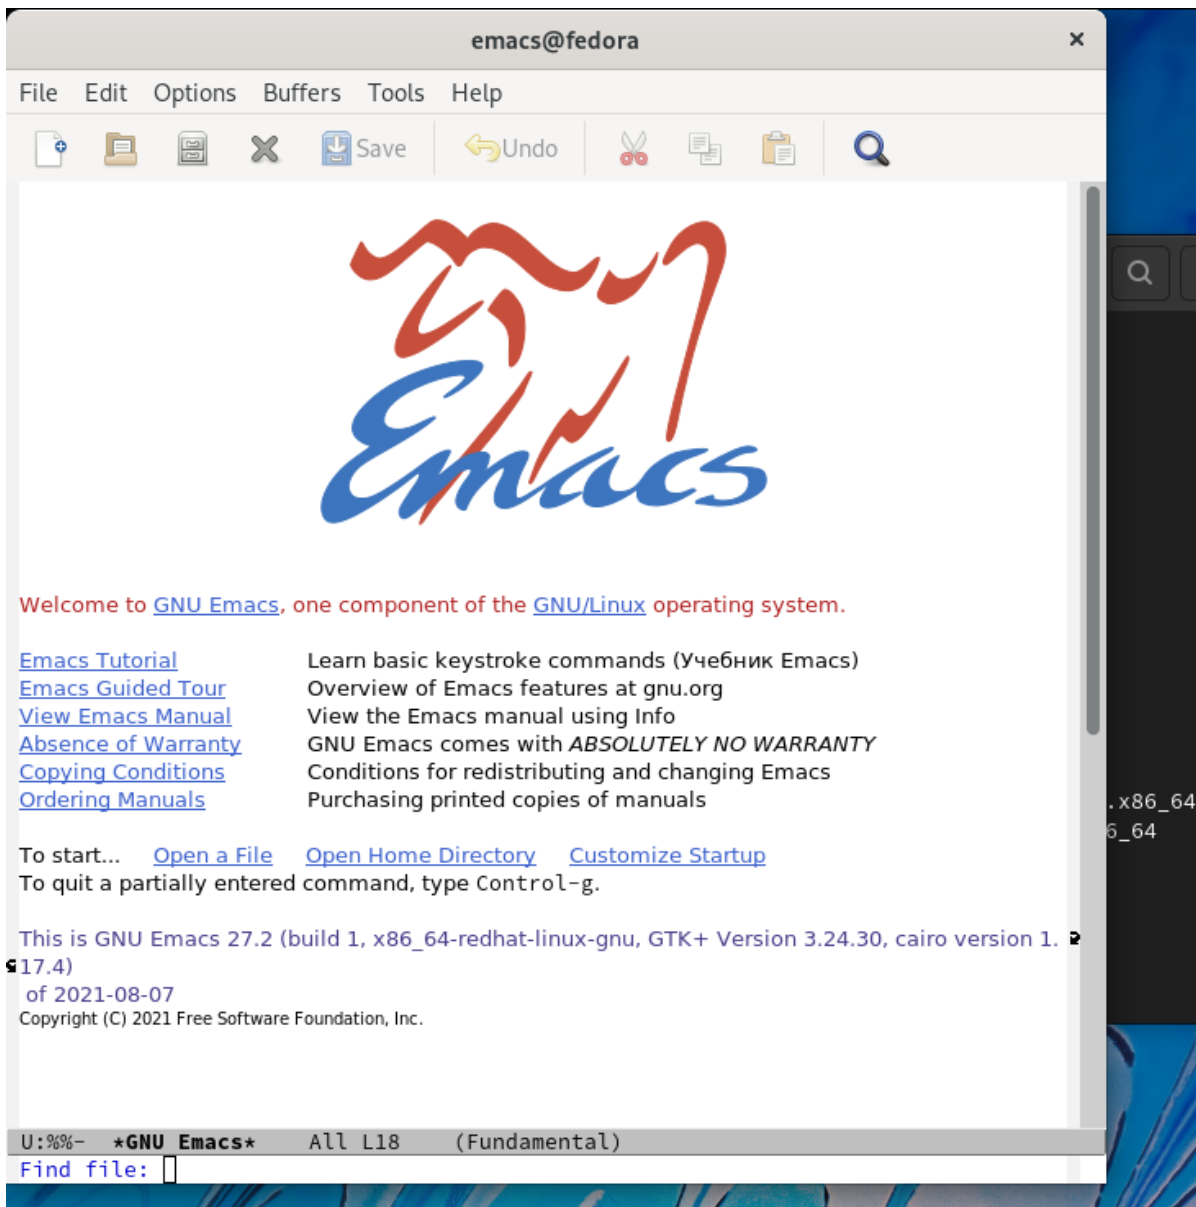 emacs@fedora
File Edit Options Buffers Tools Help
Save Undo
Emacs
Welcome to GNU Emacs, one component of the GNU/Linux operating system.
Emacs Tutorial Learn basic keystroke commands (Учебник Emacs)
Emacs Guided Tour Overview of Emacs features at gnu.org
View Emacs Manual View the Emacs manual using Info
Absence of Warranty GNU Emacs comes with ABSOLUTELY NO WARRANTY
Copying Conditions Conditions for redistributing and changing Emacs
Ordering Manuals Purchasing printed copies of manuals
.x86_64
6_64
To start... Open a File Open Home Directory Customize Startup
To quit a partially entered command, type Control-g.
This is GNU Emacs 27.2 (build 1, x86_64-redhat-linux-gnu, GTK+ Version 3.24.30, cairo version 1.
17.4)
of 2021-08-07
Copyright (C) 2021 Free Software Foundation, Inc.
U:%%- *GNU Emacs* All L18 (Fundamental)
Find file: